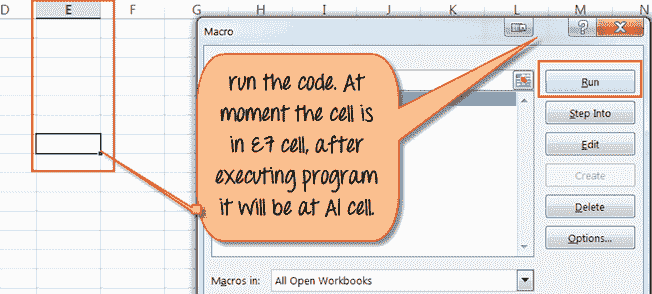 D E F G H I J K L M N
Macro
run the code. At
moment the cell is
in E7 cell, after
executing program
it will be at A1 cell.
Run
Step Into
Edit
Create
Delete
Options...
Macros in: All Open Workbooks